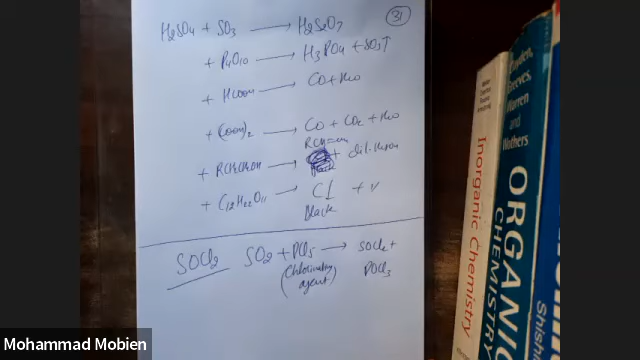 31
H2SO4 + SO3 ⟶ H2S2O7
+ P4O10 ⟶ H3PO4 + SO3↑
+ HCOOH ⟶ CO + H2O
+ (COOH)2 ⟶ CO + CO2 + H2O
+ RCH2CH2OH ⟶ + dil. H2SO4
+ C12H22O11 ⟶ C↓ +
Black
SOCl2 SO2 + PCl5 ⟶ SOCl2 +
(Chlorinating agent) POCl3
Inorganic Chemistry
Clayden,
Greeves,
Warren
and
Wothers
ORGANIC
CHEMISTRY
Mohammad Mobien